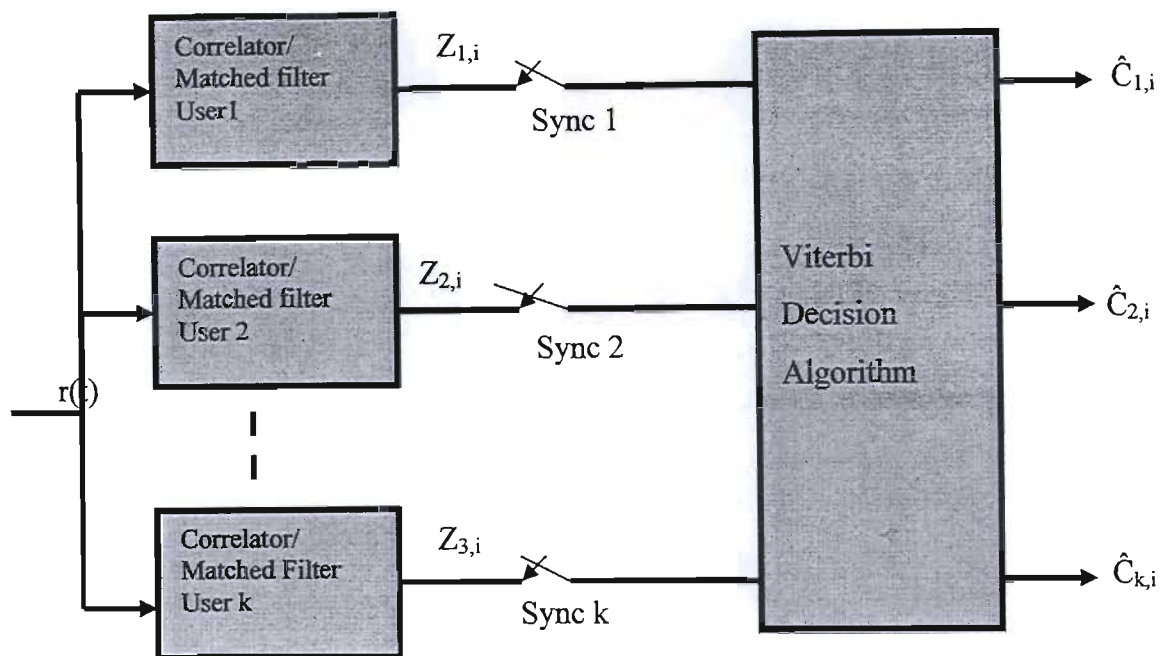 Correlator/
Matched filter
User1
Z1,i
Sync 1
Ĉ1,i
Correlator/
Matched filter
User 2
Z2,i
Sync 2
Viterbi
Decision
Algorithm
Ĉ2,i
r(t)
Correlator/
Matched Filter
User k
Z3,i
Sync k
Ĉk,i